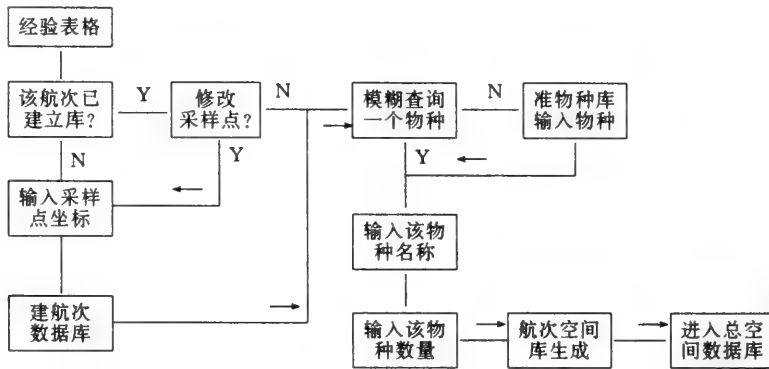 经验表格
该航次已
建立库?
Y
修改
采样点?
N
模糊查询
一个物种
N
准物种库
输入物种
N
Y
Y
输入采样
点坐标
输入该物
种名称
建航次
数据库
输入该物
种数量
航次空间
库生成
进入总空
间数据库